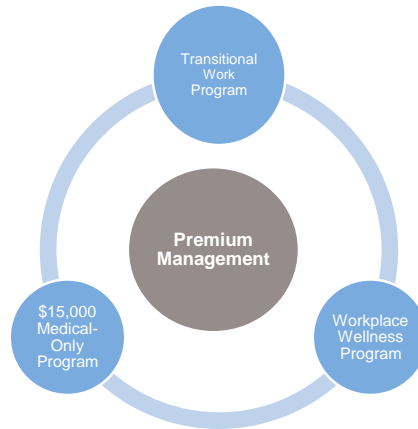 Transitional
Work
Program
Premium
Management
$15,000
Medical-
Only
Program
Workplace
Wellness
Program